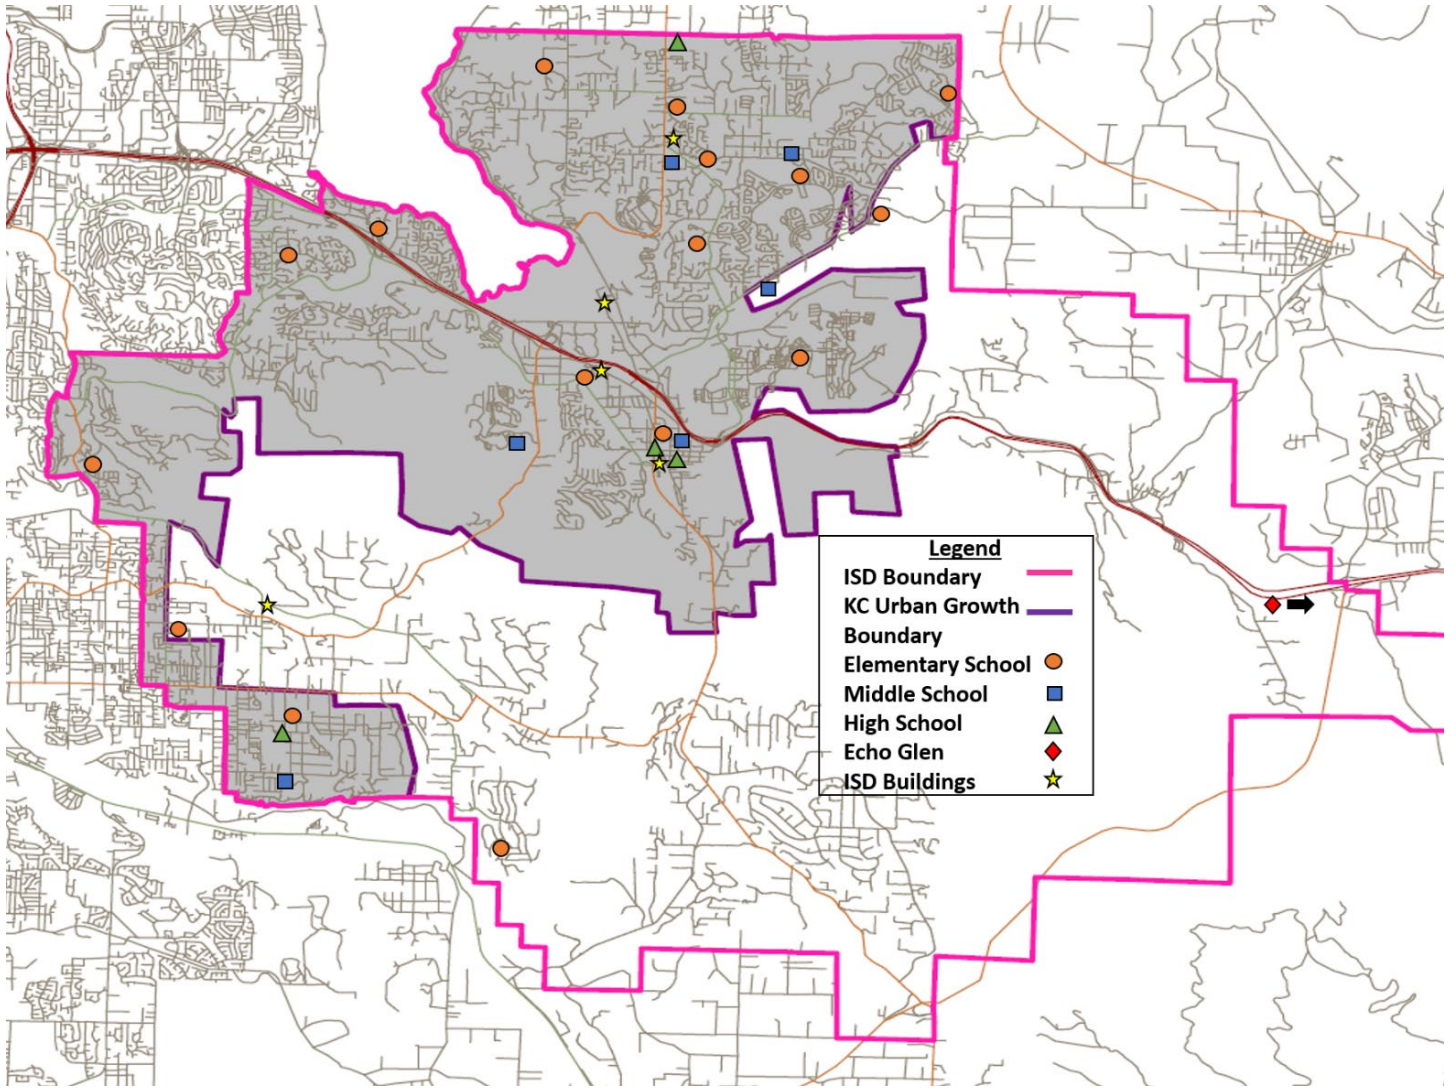 Legend
ISD Boundary
KC Urban Growth
Boundary
Elementary School
Middle School
High School
Echo Glen
ISD Buildings